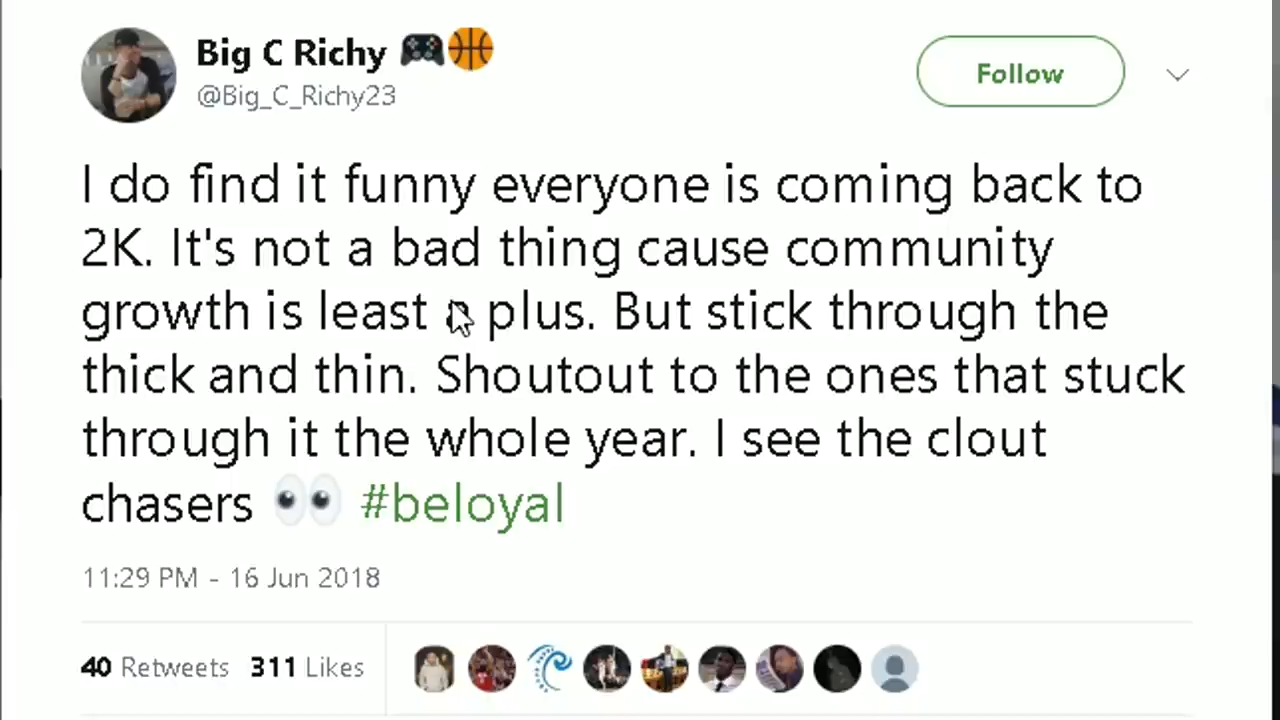 Big C Richy 🎮🏀
@Big_C_Richy23
Follow
I do find it funny everyone is coming back to
2K. It's not a bad thing cause community
growth is least plus. But stick through the
thick and thin. Shoutout to the ones that stuck
through it the whole year. I see the clout
chasers 👀 #beloyal
11:29 PM - 16 Jun 2018
40 Retweets 311 Likes